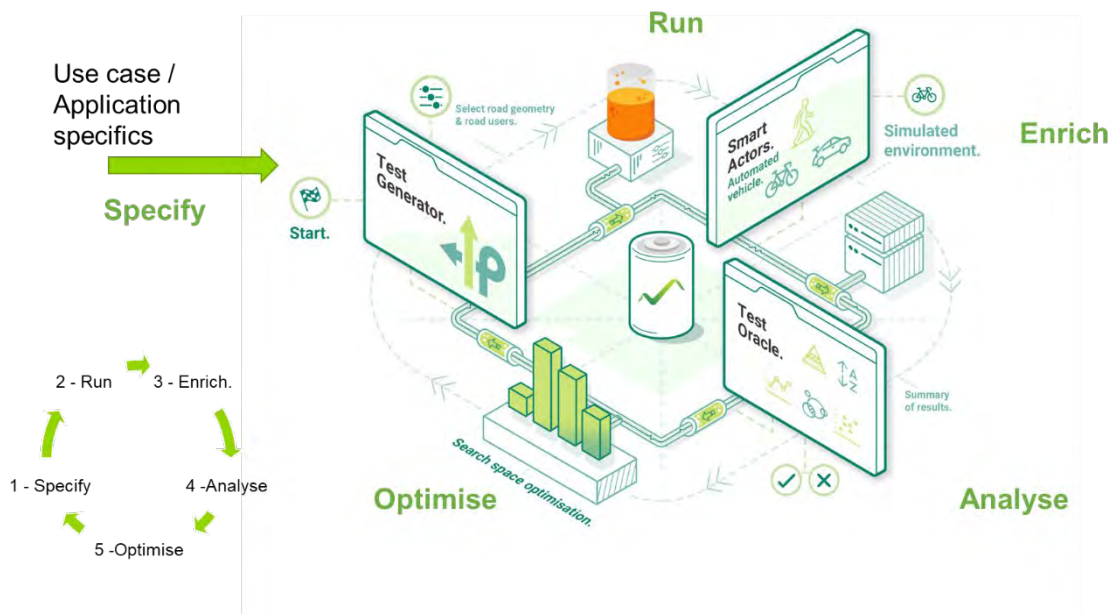 Run
Use case /
Application
specifics
Specify
Select road geometry
& road users.
Start.
Test
Generator.
Smart
Actors.
Automated
vehicle.
Simulated
environment.
Enrich
Test
Oracle.
A
Z
Summary
of results.
Search space optimisation.
Optimise
Analyse
2 - Run
3 - Enrich.
1 - Specify
4 -Analyse
5 -Optimise